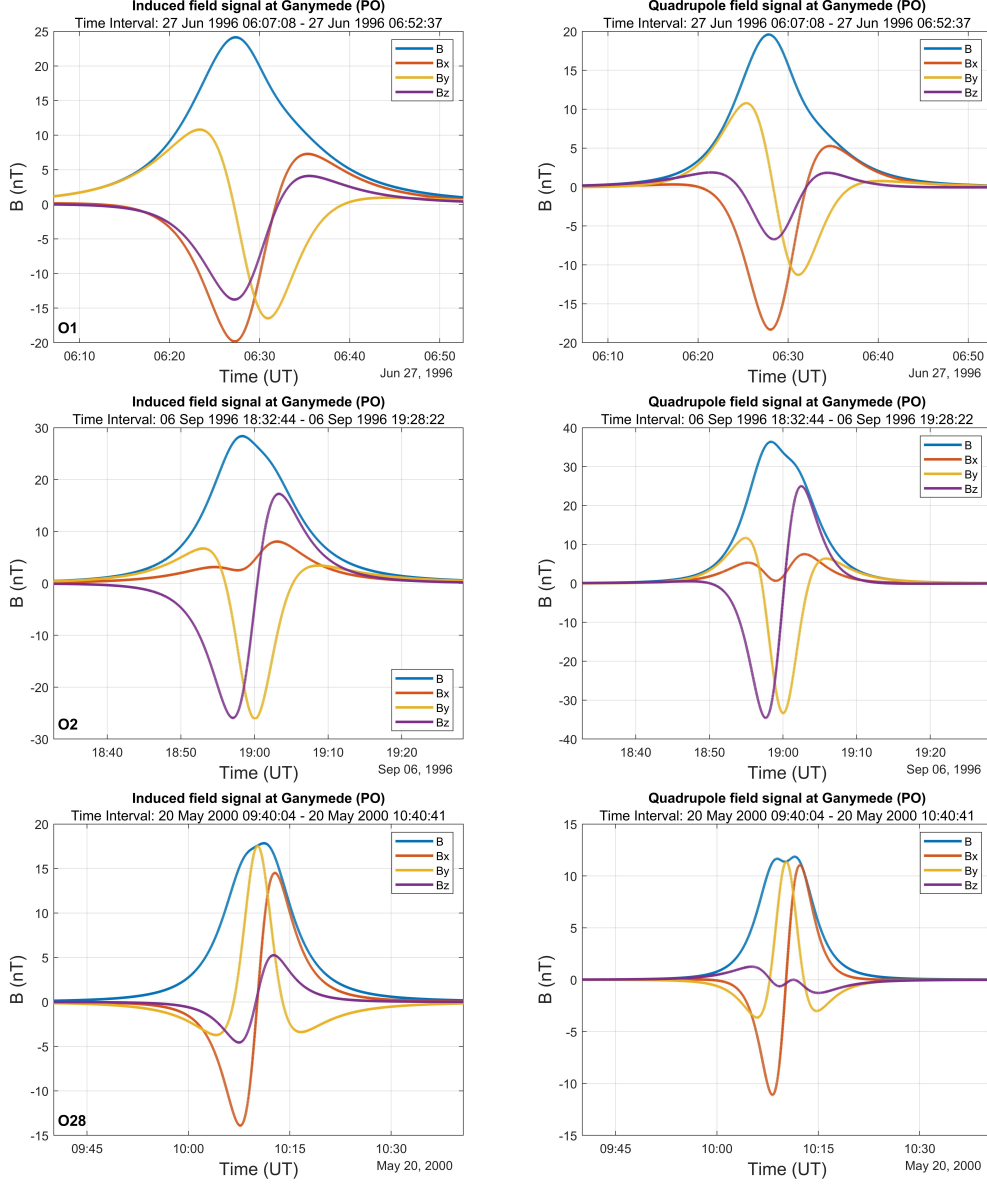 Induced field signal at Ganymede (PO)
Time Interval: 27 Jun 1996 06:07:08 - 27 Jun 1996 06:52:37
25
20
15
10
5
0
-5
-10
-15
-20
B (nT)
B
Bx
By
Bz
O1
06:10
06:20
06:30
06:40
06:50
Time (UT)
Jun 27, 1996
Quadrupole field signal at Ganymede (PO)
Time Interval: 27 Jun 1996 06:07:08 - 27 Jun 1996 06:52:37
20
15
10
5
0
-5
-10
-15
-20
B (nT)
B
Bx
By
Bz
06:10
06:20
06:30
06:40
06:50
Time (UT)
Jun 27, 1996
Induced field signal at Ganymede (PO)
Time Interval: 06 Sep 1996 18:32:44 - 06 Sep 1996 19:28:22
30
20
10
0
-10
-20
-30
B (nT)
B
Bx
By
Bz
O2
18:40
18:50
19:00
19:10
19:20
Time (UT)
Sep 06, 1996
Quadrupole field signal at Ganymede (PO)
Time Interval: 06 Sep 1996 18:32:44 - 06 Sep 1996 19:28:22
40
30
20
10
0
-10
-20
-30
-40
B (nT)
B
Bx
By
Bz
18:40
18:50
19:00
19:10
19:20
Time (UT)
Sep 06, 1996
Induced field signal at Ganymede (PO)
Time Interval: 20 May 2000 09:40:04 - 20 May 2000 10:40:41
20
15
10
5
0
-5
-10
-15
B (nT)
B
Bx
By
Bz
O28
09:45
10:00
10:15
10:30
Time (UT)
May 20, 2000
Quadrupole field signal at Ganymede (PO)
Time Interval: 20 May 2000 09:40:04 - 20 May 2000 10:40:41
15
10
5
0
-5
-10
-15
B (nT)
B
Bx
By
Bz
09:45
10:00
10:15
10:30
Time (UT)
May 20, 2000